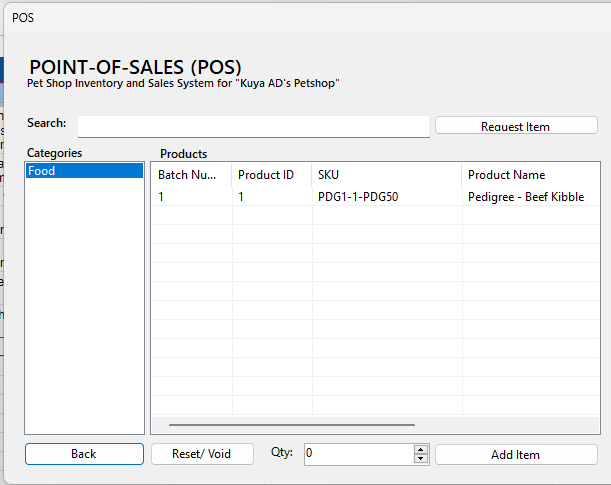 POS
POINT-OF-SALES (POS)
Pet Shop Inventory and Sales System for "Kuya AD's Petshop"
Search:
Request Item
Categories
Products
Food
Batch Nu... Product ID SKU Product Name
1 1 PDG1-1-PDG50 Pedigree - Beef Kibble
Back Reset/ Void Qty: 0 Add Item